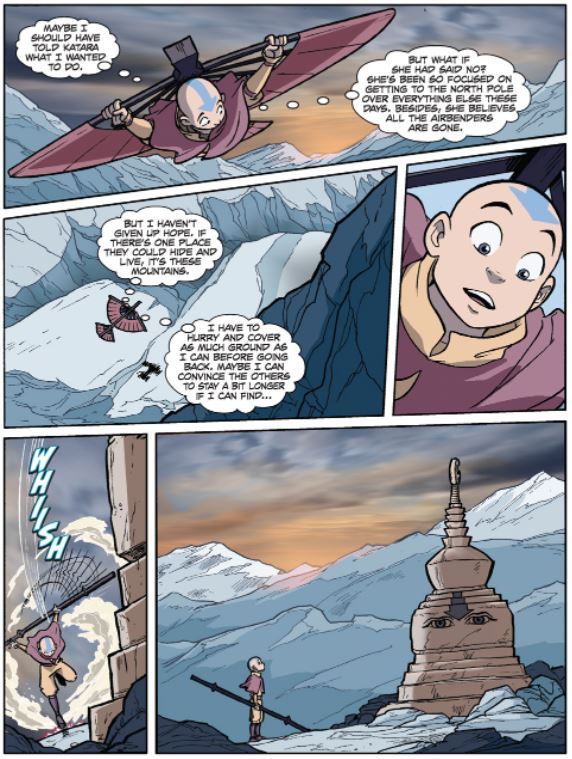 MAYBE I
SHOULD HAVE
TOLD KATARA
WHAT I WANTED
TO DO.
BUT WHAT IF
SHE HAD SAID NO?
SHE'S BEEN SO FOCUSED ON
GETTING TO THE NORTH POLE
OVER EVERYTHING ELSE THESE
DAYS. BESIDES, SHE BELIEVES
ALL THE AIRBENDERS
ARE GONE.
BUT I HAVEN'T
GIVEN UP HOPE. IF
THERE'S ONE PLACE
THEY COULD HIDE AND
LIVE, IT'S THESE
MOUNTAINS.
I HAVE TO
HURRY AND COVER
AS MUCH GROUND AS
I CAN BEFORE GOING
BACK. MAYBE I CAN
CONVINCE THE OTHERS
TO STAY A BIT LONGER
IF I CAN FIND...
WHIISH